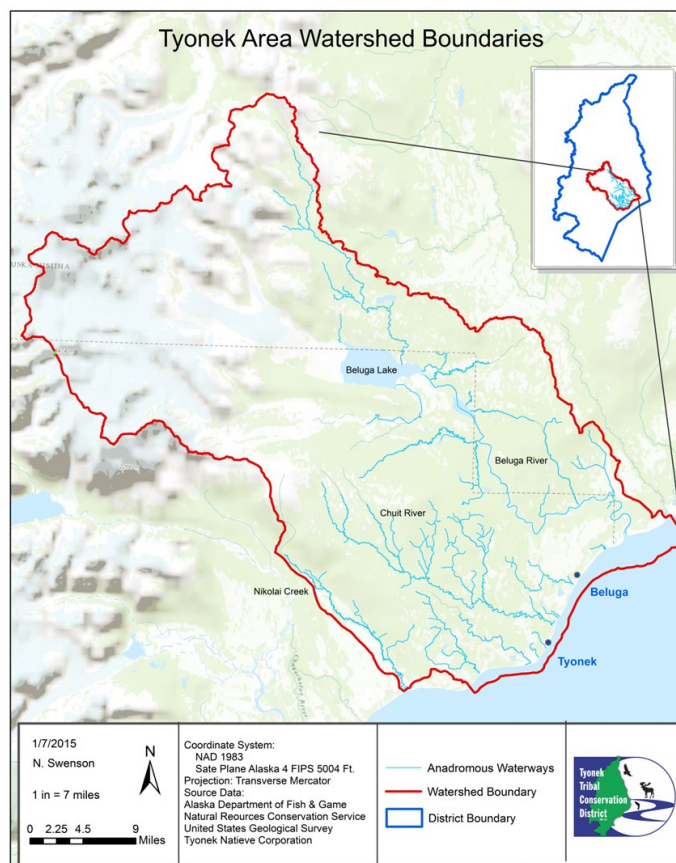 Tyonek Area Watershed Boundaries
Beluga Lake
Beluga River
Chuit River
Nikolai Creek
Beluga
Tyonek
1/7/2015
N. Swenson
N
1 in = 7 miles
0 2.25 4.5 9
Miles
Coordinate System:
NAD 1983
Sate Plane Alaska 4 FIPS 5004 Ft.
Projection: Transverse Mercator
Source Data:
Alaska Department of Fish & Game
Natural Reorces Conservation Service
United States Geological Survey
Tyonek Natieve Corporation
Anadromous Waterways
Watershed Boundary
District Boundary
Tyonek
Tribal
Conservation
District